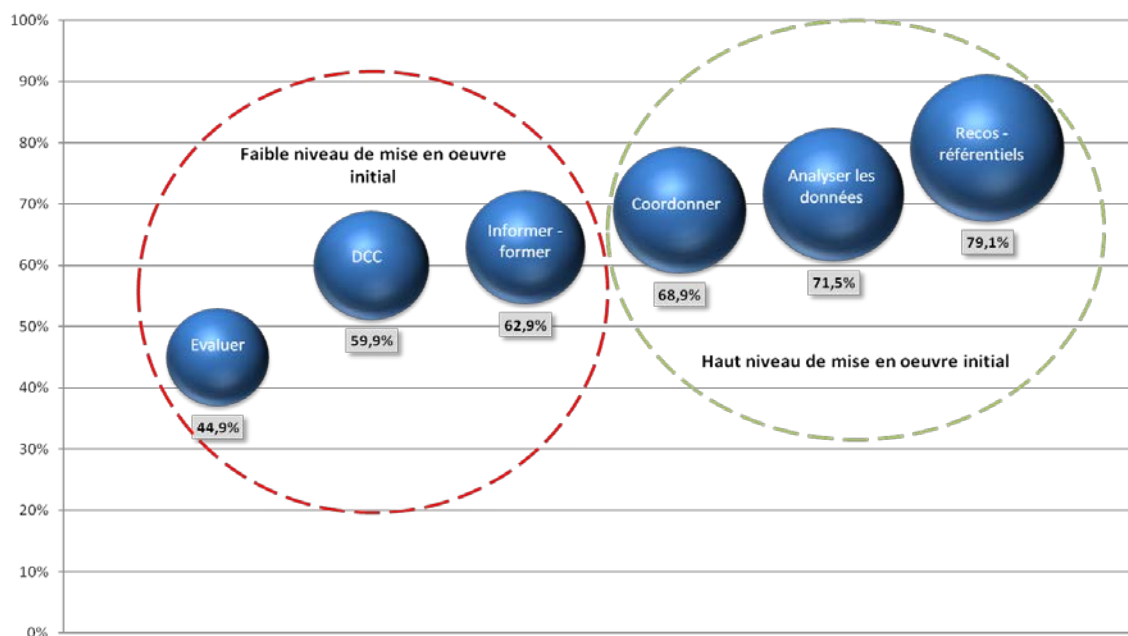 100%
90%
80%
70%
60%
50%
40%
30%
20%
10%
0%
Faible niveau de mise en oeuvre
initial
Evaluer
44,9%
DCC
59,9%
Informer -
former
62,9%
Coordonner
68,9%
Analyser les
données
71,5%
Recos -
référentiels
79,1%
Haut niveau de mise en oeuvre initial